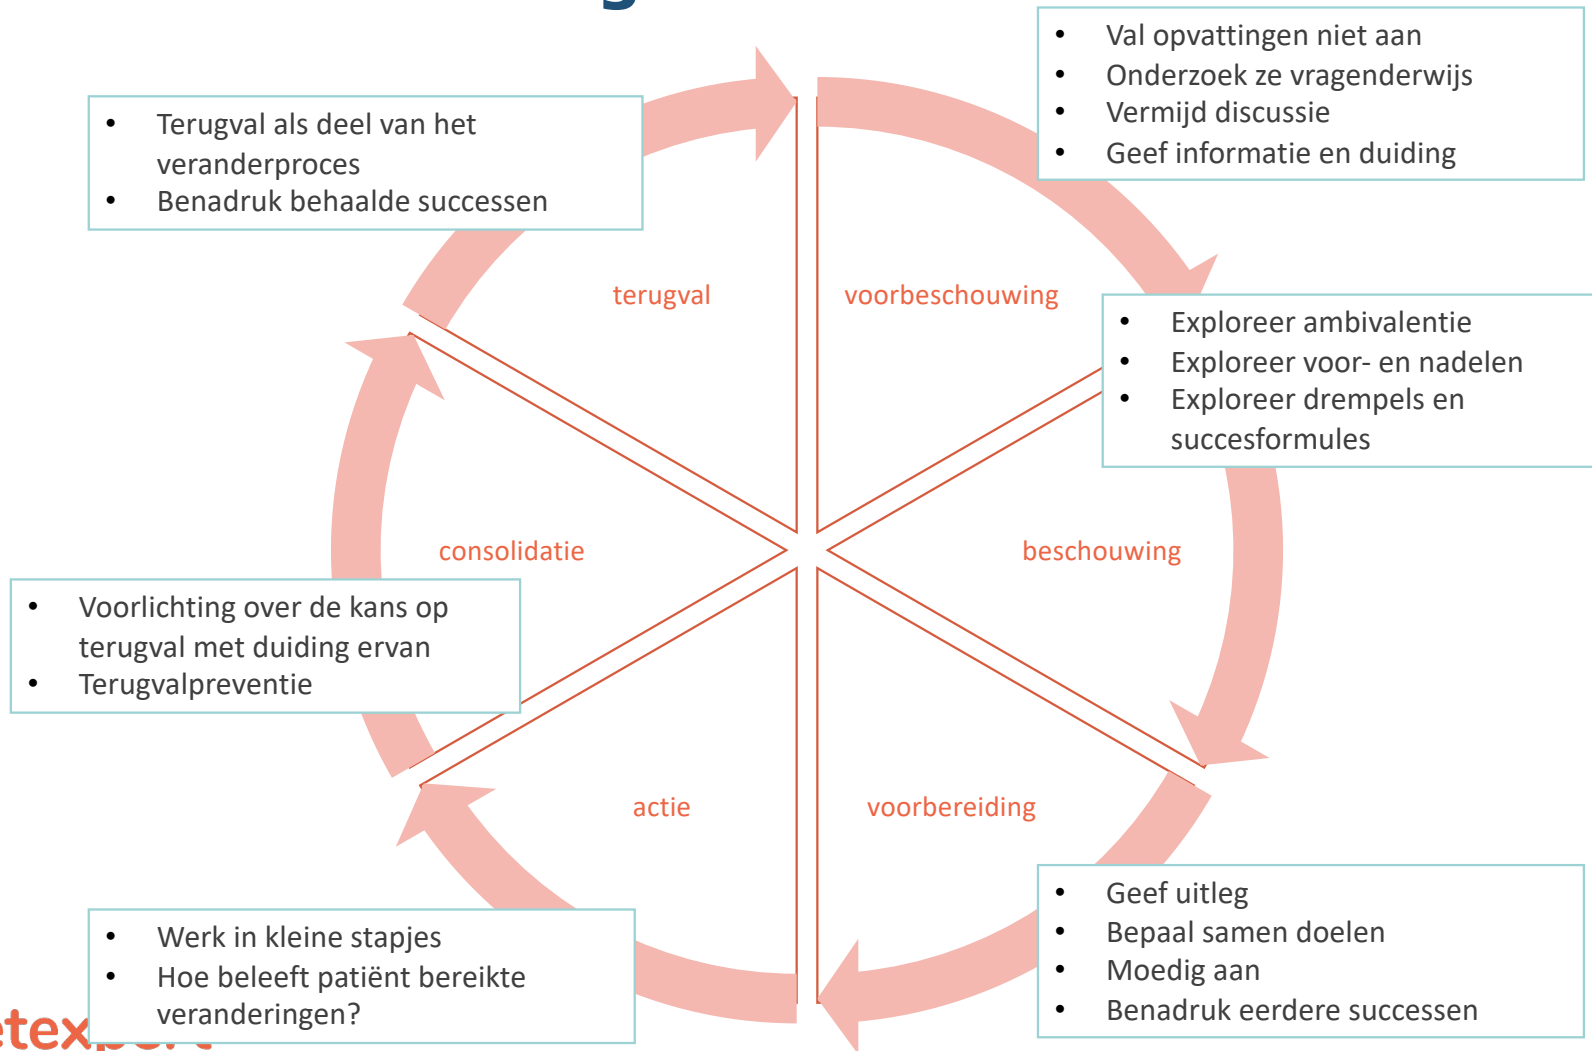 • Val opvattingen niet aan
• Onderzoek ze vragenderwijs
• Vermijd discussie
• Geef informatie en duiding
• Terugval als deel van het
veranderproces
• Benadruk behaalde successen
terugval
voorbeschouwing
• Exploreer ambivalentie
• Exploreer voor- en nadelen
• Exploreer drempels en
succesformules
consolidatie
beschouwing
• Voorlichting over de kans op
terugval met duiding ervan
• Terugvalpreventie
actie
voorbereiding
• Geef uitleg
• Bepaal samen doelen
• Moedig aan
• Benadruk eerdere successen
• Werk in kleine stapjes
• Hoe beleeft patiënt bereikte
veranderingen?